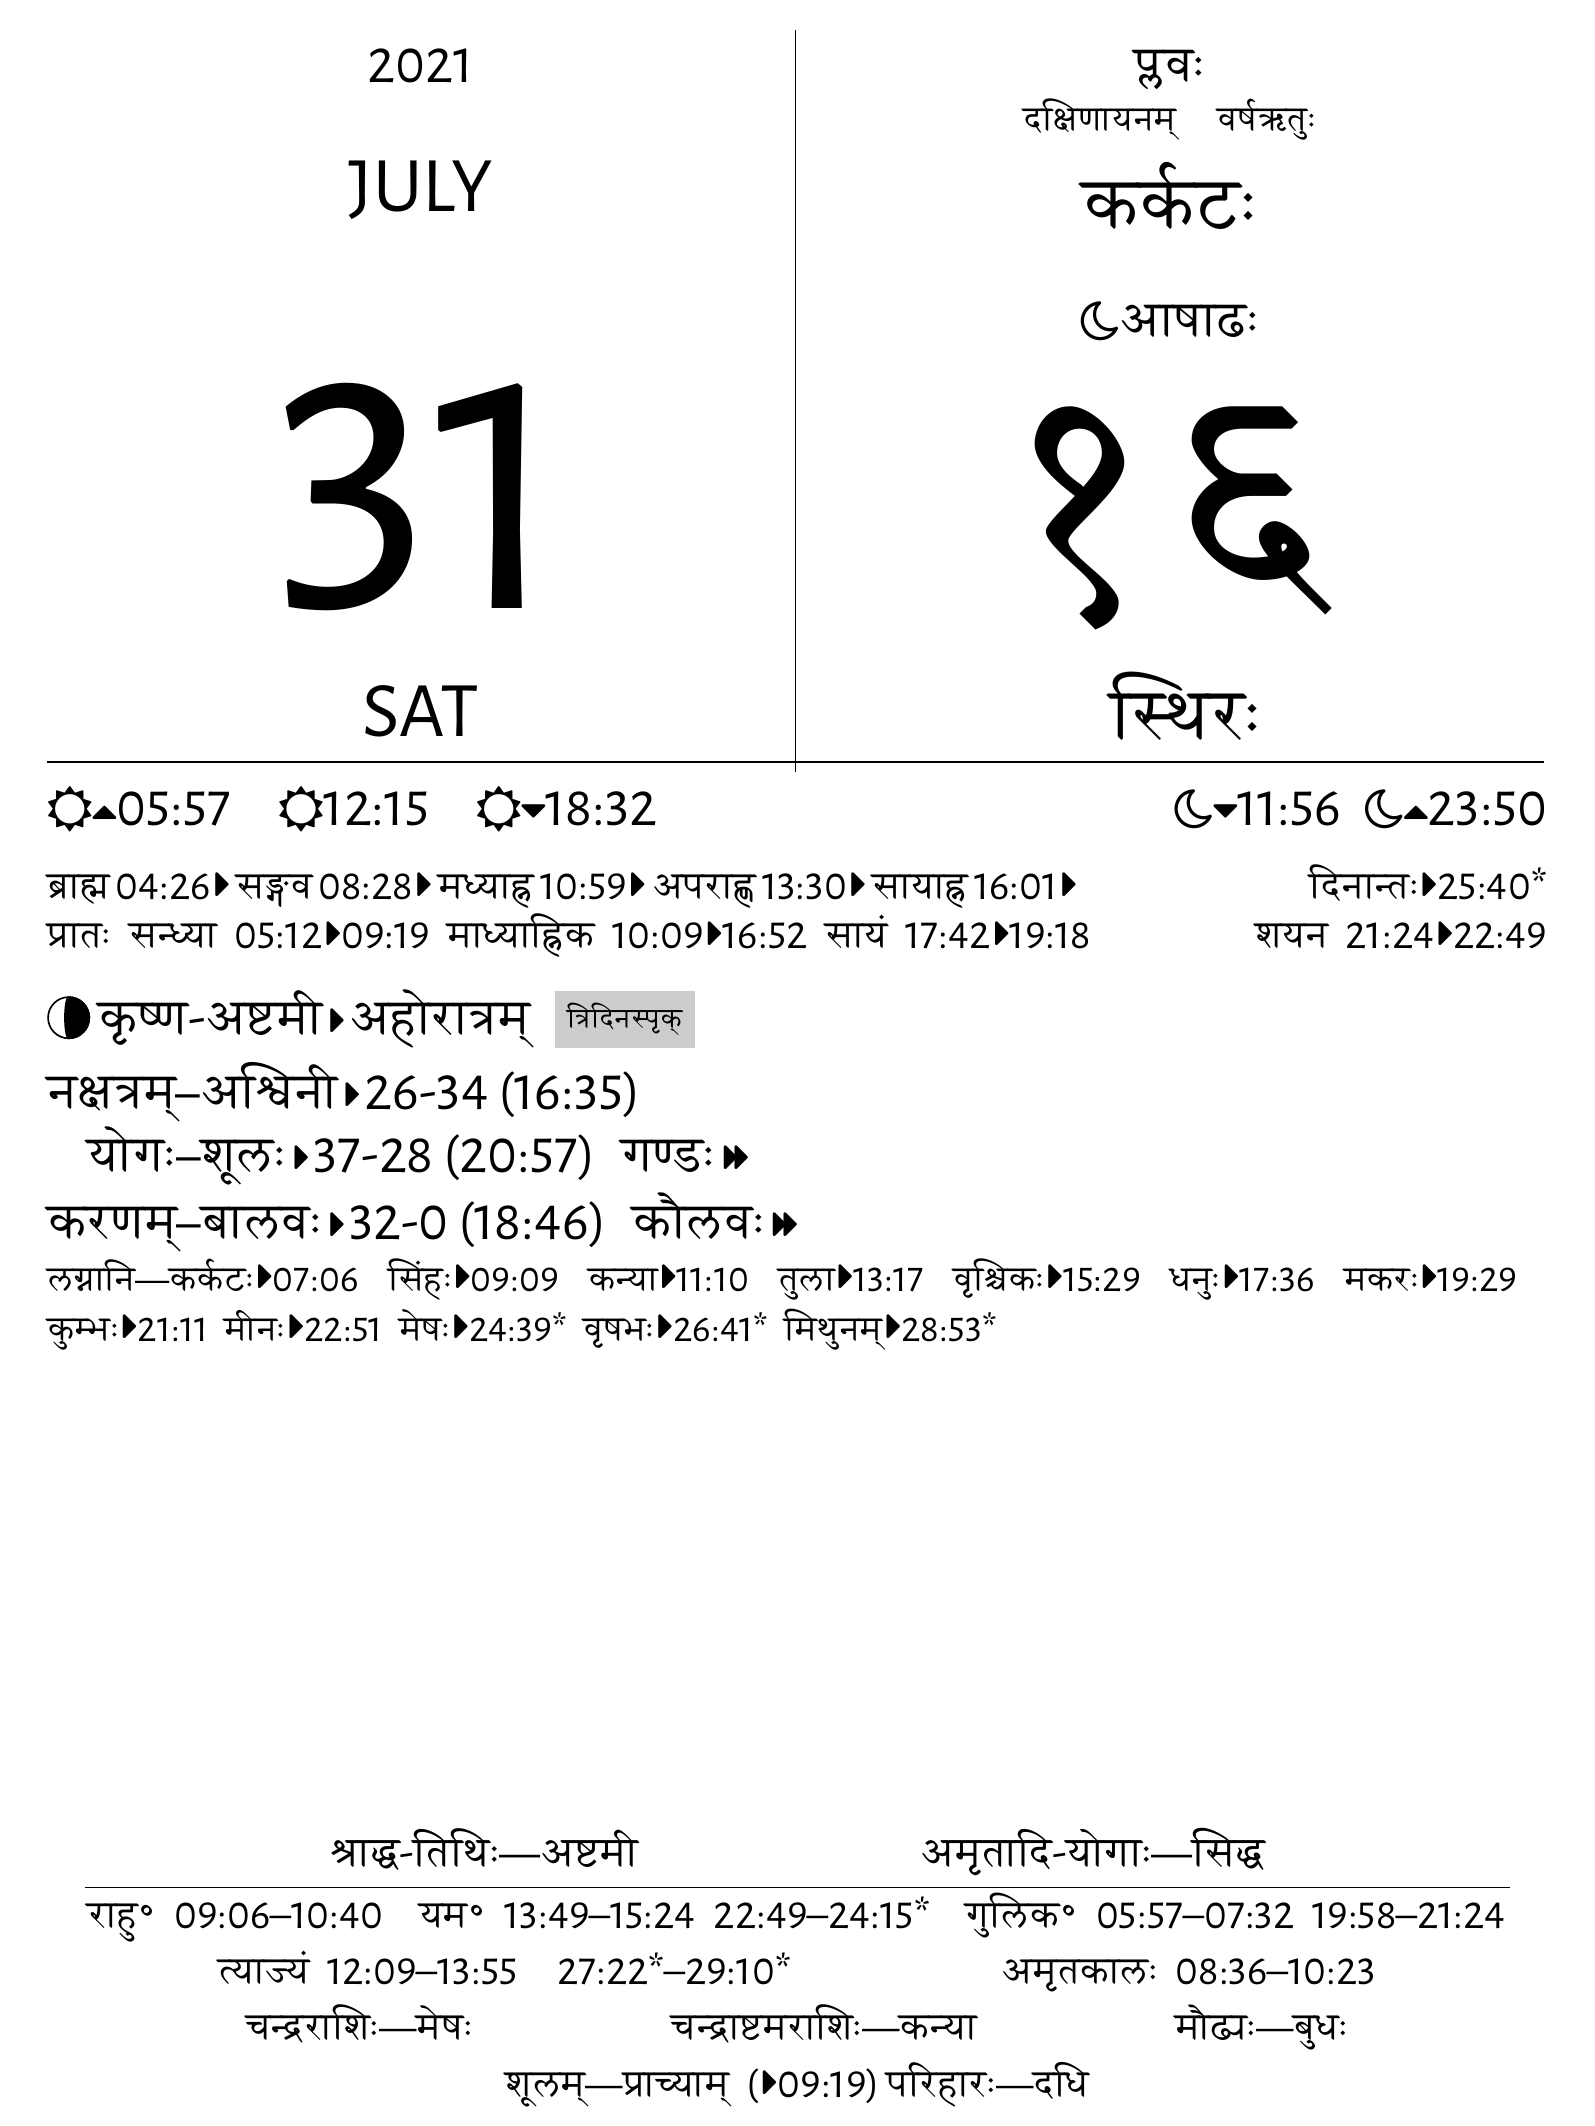 2021
JULY
31
SAT
प्लवः
दक्षिणायनम् वर्षऋतुः
कर्कटः
आषाढः
१६
स्थिरः
05:57 12:15 18:32 11:56 23:50
ब्राह्म 04:26 सङ्गव 08:28 मध्याह्न 10:59 अपराह्ण 13:30 सायाह्न 16:01 दिनान्तः 25:40*
प्रातः सन्ध्या 05:12 09:19 माध्याह्निक 10:09 16:52 सायं 17:42 19:18 शयन 21:24 22:49
कृष्ण-अष्टमी अहोरात्रम् त्रिदिनस्पृक्
नक्षत्रम्–अश्विनी 26-34 (16:35)
योगः–शूलः 37-28 (20:57) गण्डः
करणम्–बालवः 32-0 (18:46) कौलवः
लग्नानि—कर्कटः 07:06 सिंहः 09:09 कन्या 11:10 तुला 13:17 वृश्चिकः 15:29 धनुः 17:36 मकरः 19:29
कुम्भः 21:11 मीनः 22:51 मेषः 24:39* वृषभः 26:41* मिथुनम् 28:53*
श्राद्ध-तिथिः—अष्टमी अमृतादि-योगाः—सिद्ध
राहु॰ 09:06–10:40 यम॰ 13:49–15:24 22:49–24:15* गुलिक॰ 05:57–07:32 19:58–21:24
त्याज्यं 12:09–13:55 27:22*–29:10* अमृतकालः 08:36–10:23
चन्द्रराशिः—मेषः चन्द्राष्टमराशिः—कन्या मौढ्यः—बुधः
शूलम्—प्राच्याम् (09:19) परिहारः—दधि